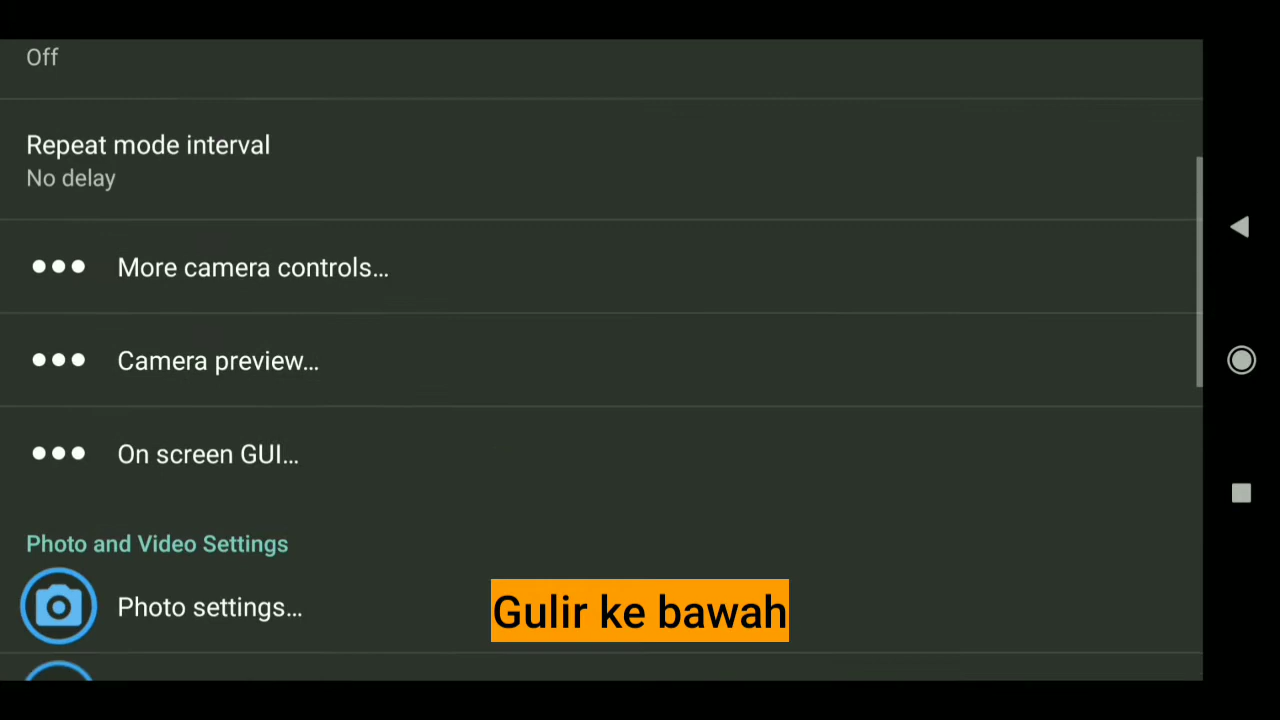 Off
Repeat mode interval
No delay
More camera controls...
Camera preview...
On screen GUI...
Photo and Video Settings
Photo settings...
Gulir ke bawah